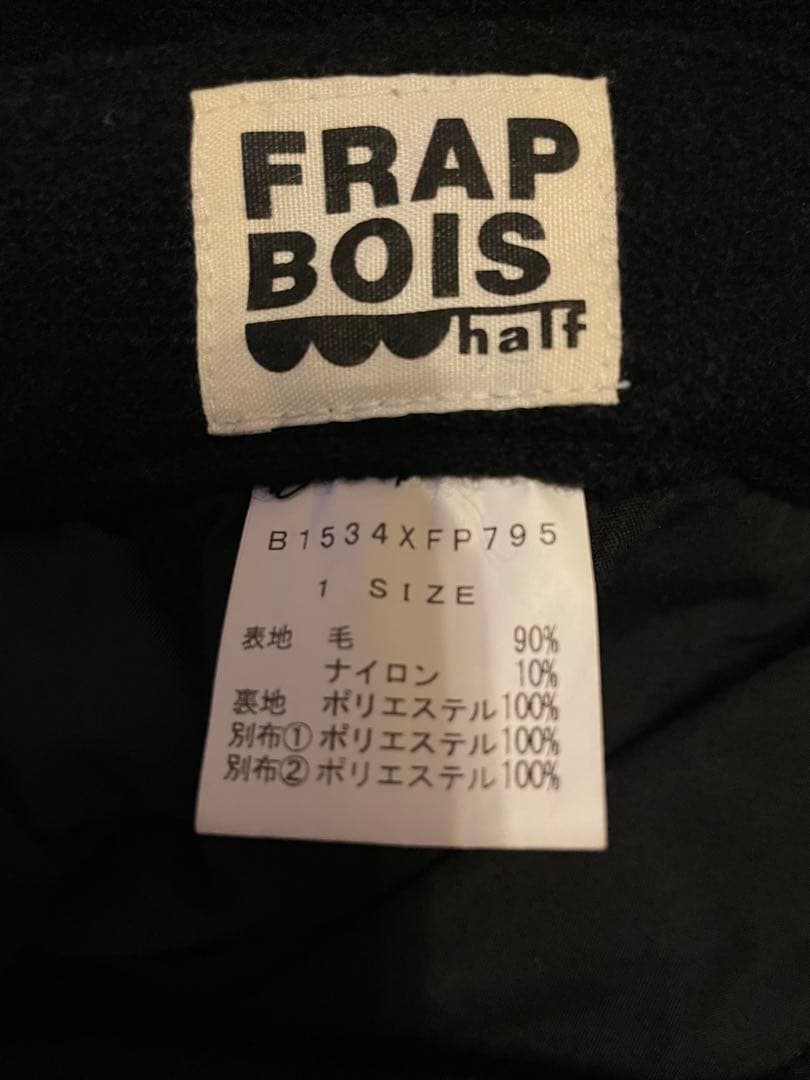 FRAP
BOIS
half
B1534XFP795
1 SIZE
表地 毛 90%
ナイロン 10%
裏地 ポリエステル100%
別布①ポリエステル100%
別布②ポリエステル100%